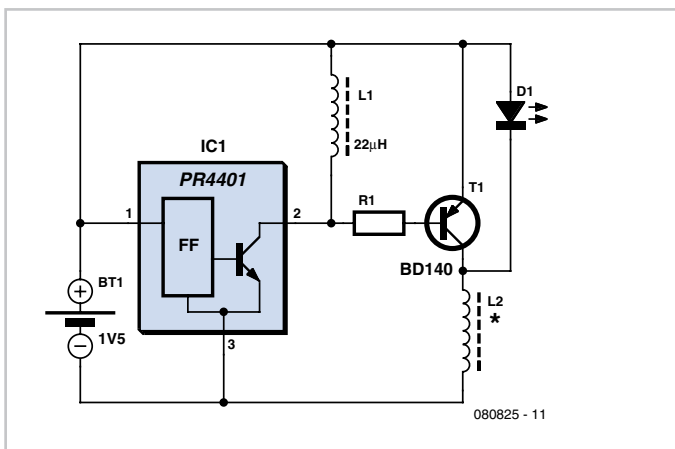 L1
22µH
D1
IC1
PR4401
1
FF
2
R1
T1
BD140
BT1
+
1V5
−
3
L2
*
080825 - 11